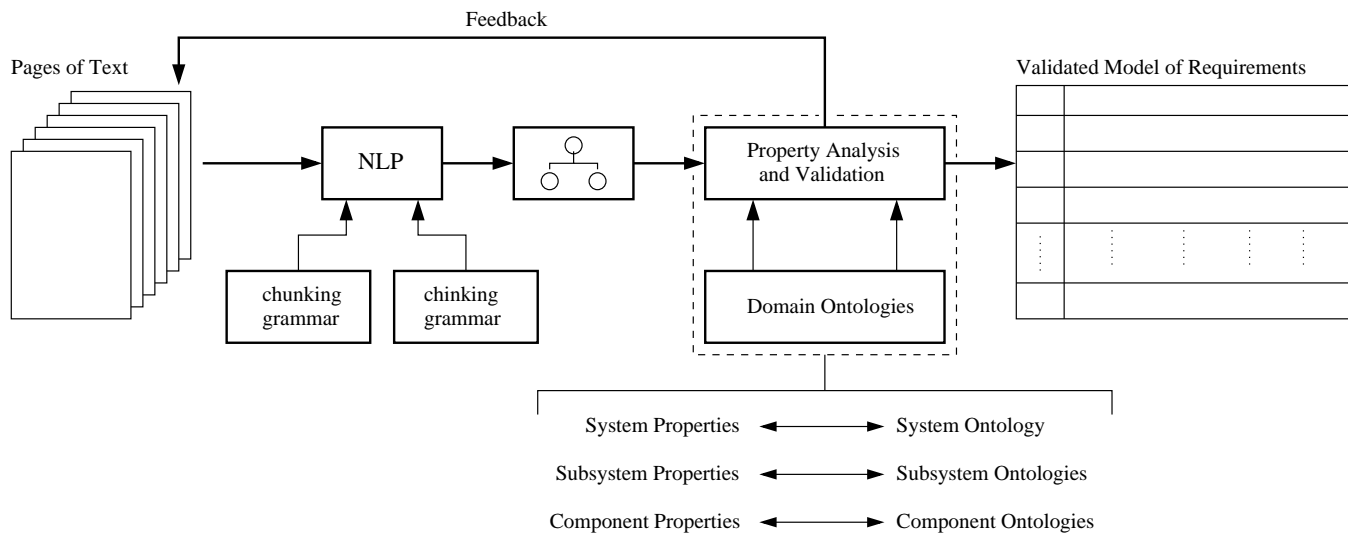 Feedback
Pages of Text
Validated Model of Requirements
NLP
Property Analysis
and Validation
chunking
grammar
chinking
grammar
Domain Ontologies
System Properties
System Ontology
Subsystem Properties
Subsystem Ontologies
Component Properties
Component Ontologies